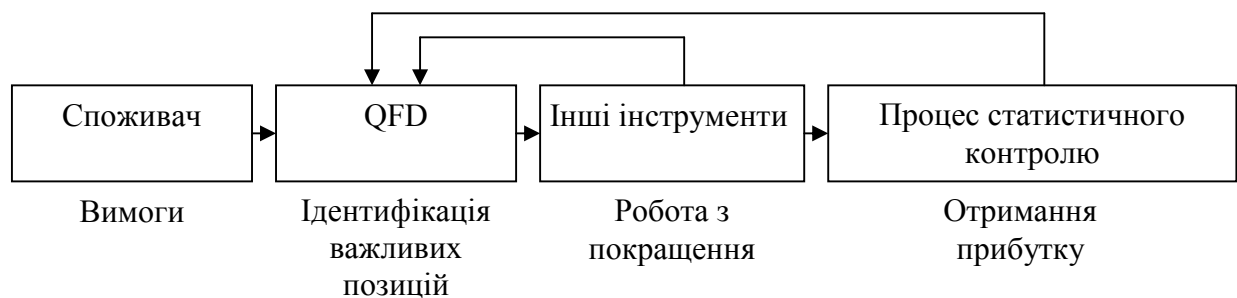 Споживач
QFD
Інші інструменти
Процес статистичного
контролю
Вимоги
Ідентифікація
важливих
позицій
Робота з
покращення
Отримання
прибутку